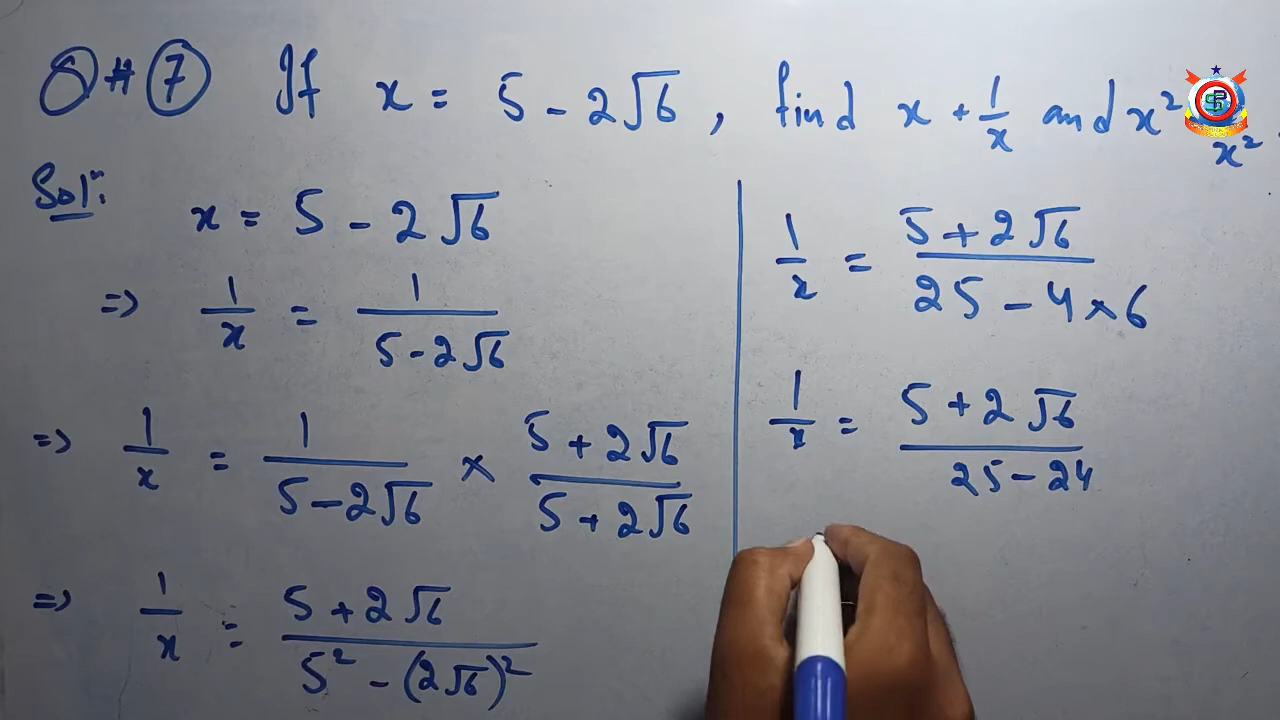 Q # 7 If x = 5 - 2√6 , find x + 1/x and x² x²
Sol:
x = 5 - 2√6
=> 1/x = 1/(5-2√6)
=> 1/x = 1/(5-2√6) × (5+2√6)/(5+2√6)
=> 1/x = (5+2√6)/(5²-(2√6)²)
1/x = (5+2√6)/(25-4×6)
1/x = (5+2√6)/(25-24)